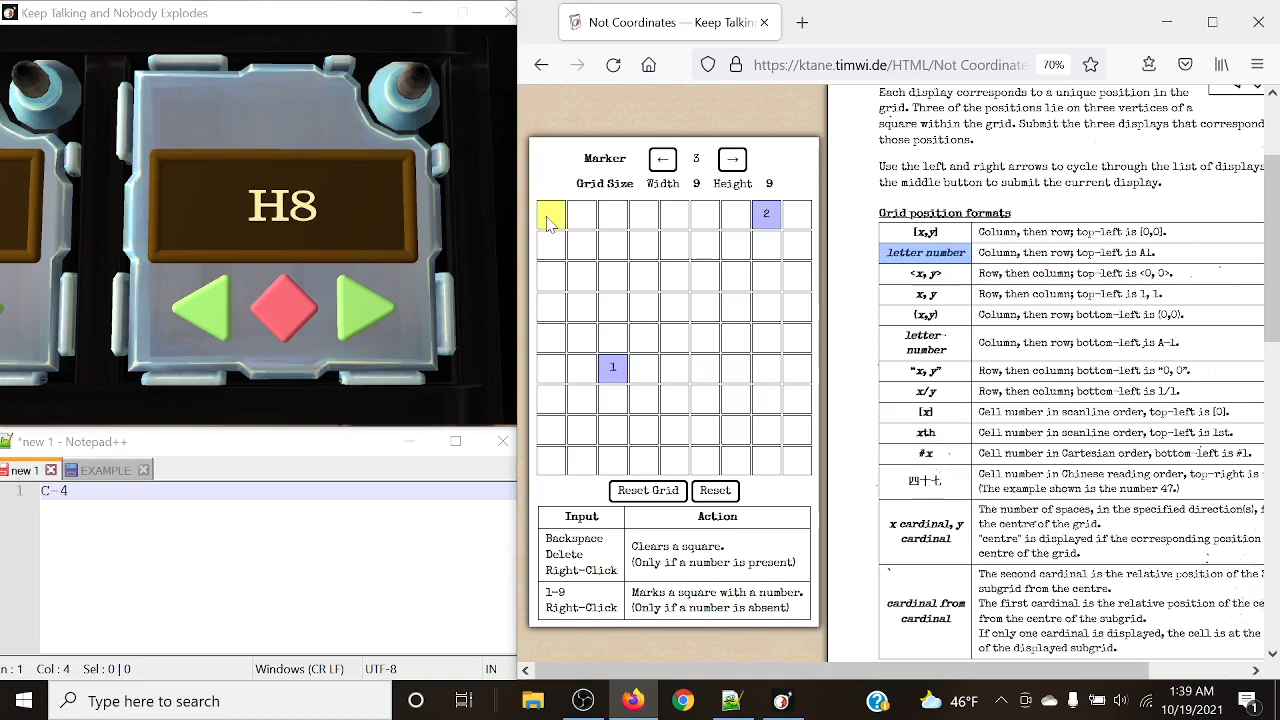 Keep Talking and Nobody Explodes
H8
*new 1 - Notepad++
new 1
EXAMPLE
1
C-4
n : 1 Col : 4 Sel : 0 | 0
Windows (CR LF)
UTF-8
IN
Not Coordinates — Keep Talkin
https://ktane.timwi.de/HTML/Not Coordinate
70%
Marker ← 3 →
Grid Size Width 9 Height 9
2
1
Reset Grid Reset
Input Action
Backspace
Delete
Right-Click
Clears a square.
(Only if a number is present)
1-9
Right-Click
Marks a square with a number.
(Only if a number is absent)
Each display corresponds to a unique position in the
grid. Three of the positions lie on three vertices of a
square within the grid. Submit the three displays that correspond
those positions.
Use the left and right arrows to cycle through the list of displays
the middle button to submit the current display.
Grid position formats
[x,y] Column, then row; top-left is [0,0].
letter number Column, then row; top-left is A1.
<x, y> Row, then column; top-left is <0, 0>.
x, y Row, then column; top-left is 1, 1.
(x,y) Column, then row; bottom-left is (0,0).
letter-
number
Column, then row; bottom-left is A-1.
“x, y” Row, then column; bottom-left is “0, 0”.
x/y Row, then column; bottom-left is 1/1.
[x] Cell number in scanline order, top-left is [0].
xth Cell number in scanline order, top-left is 1st.
#x Cell number in Cartesian order, bottom-left is #1.
四十七
Cell number in Chinese reading order, top-right is
(The example shown is the number 47.)
x cardinal, y
cardinal
The number of spaces, in the specified direction(s), f
the centre of the grid.
"centre" is displayed if the corresponding position
centre of the grid.
cardinal from
cardinal
The second cardinal is the relative position of the 3
subgrid from the centre.
The first cardinal is the relative position of the ce
from the centre of the subgrid.
If only one cardinal is displayed, the cell is at the
of the displayed subgrid.
Type here to search
46°F
1:39 AM
10/19/2021
1